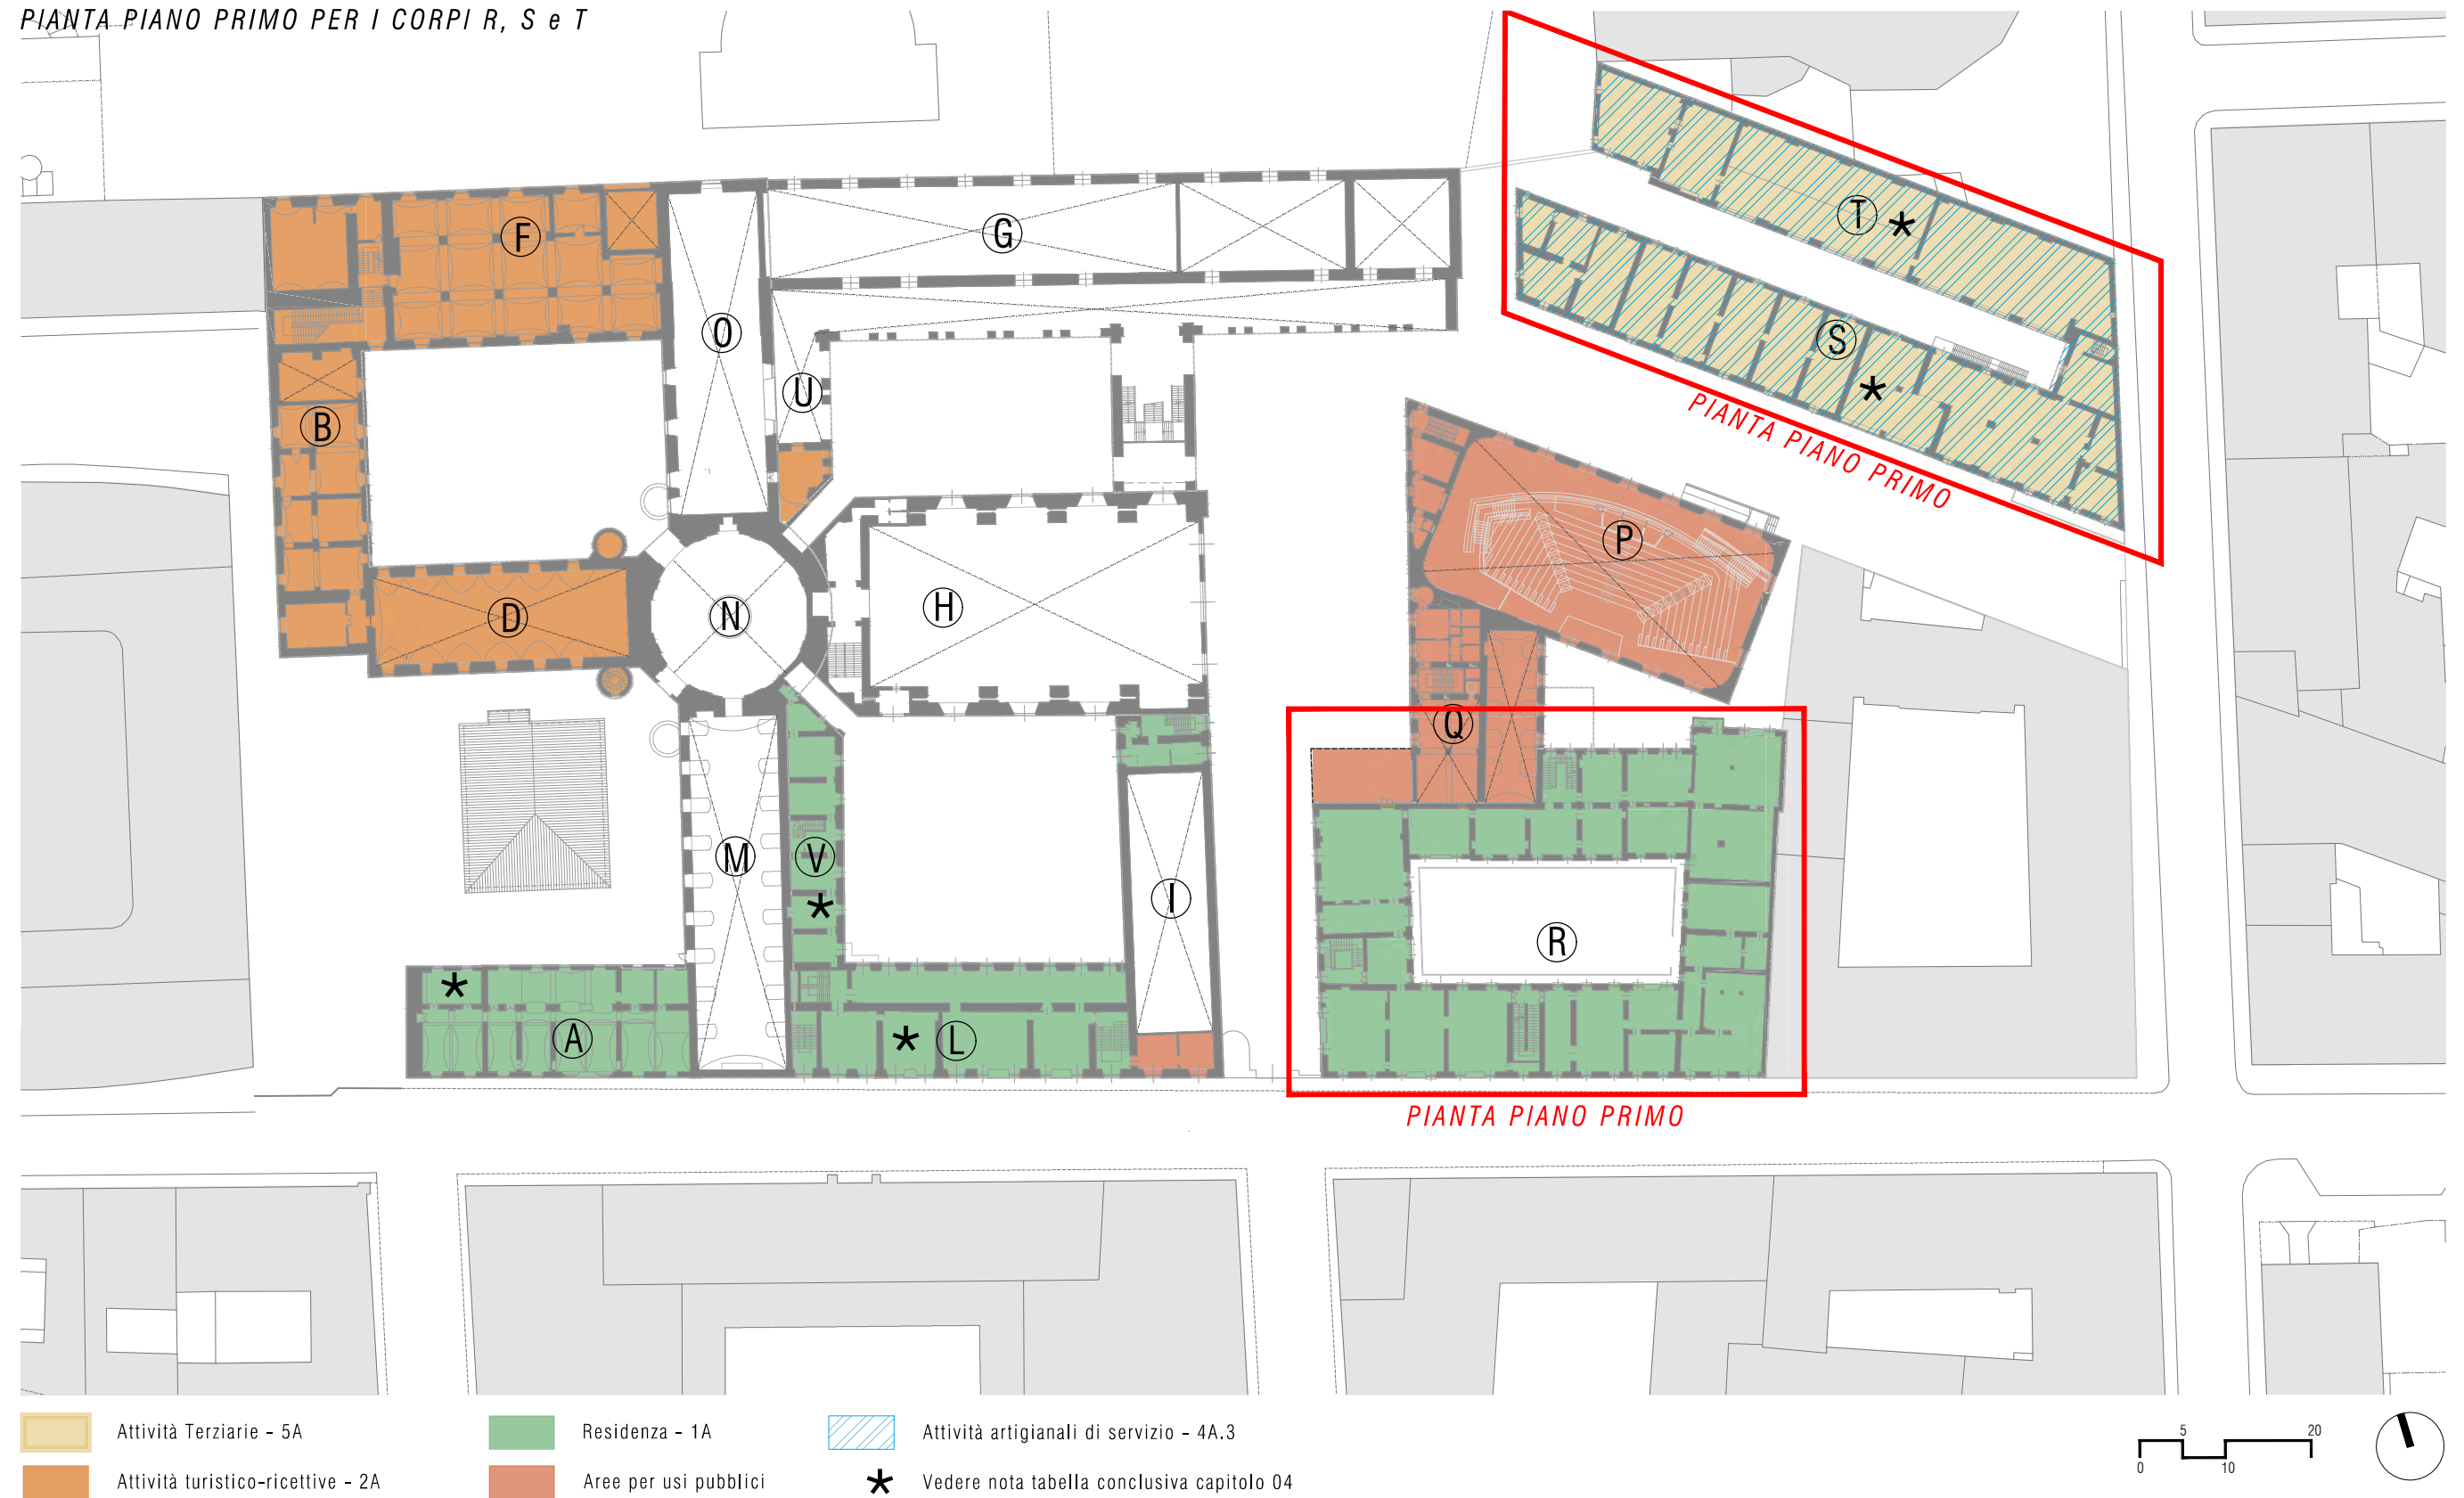 PIANTA PIANO PRIMO PER I CORPI R, S e T
T *
F
G
O
S
*
U
B
PIANTA PIANO PRIMO
P
H
N
D
Q
V
M
*
I
R
*
A
* L
PIANTA PIANO PRIMO
Attività Terziarie - 5A
Residenza - 1A
Attività artigianali di servizio - 4A.3
Attività turistico-ricettive - 2A
Aree per usi pubblici
* Vedere nota tabella conclusiva capitolo 04
5 20
0 10